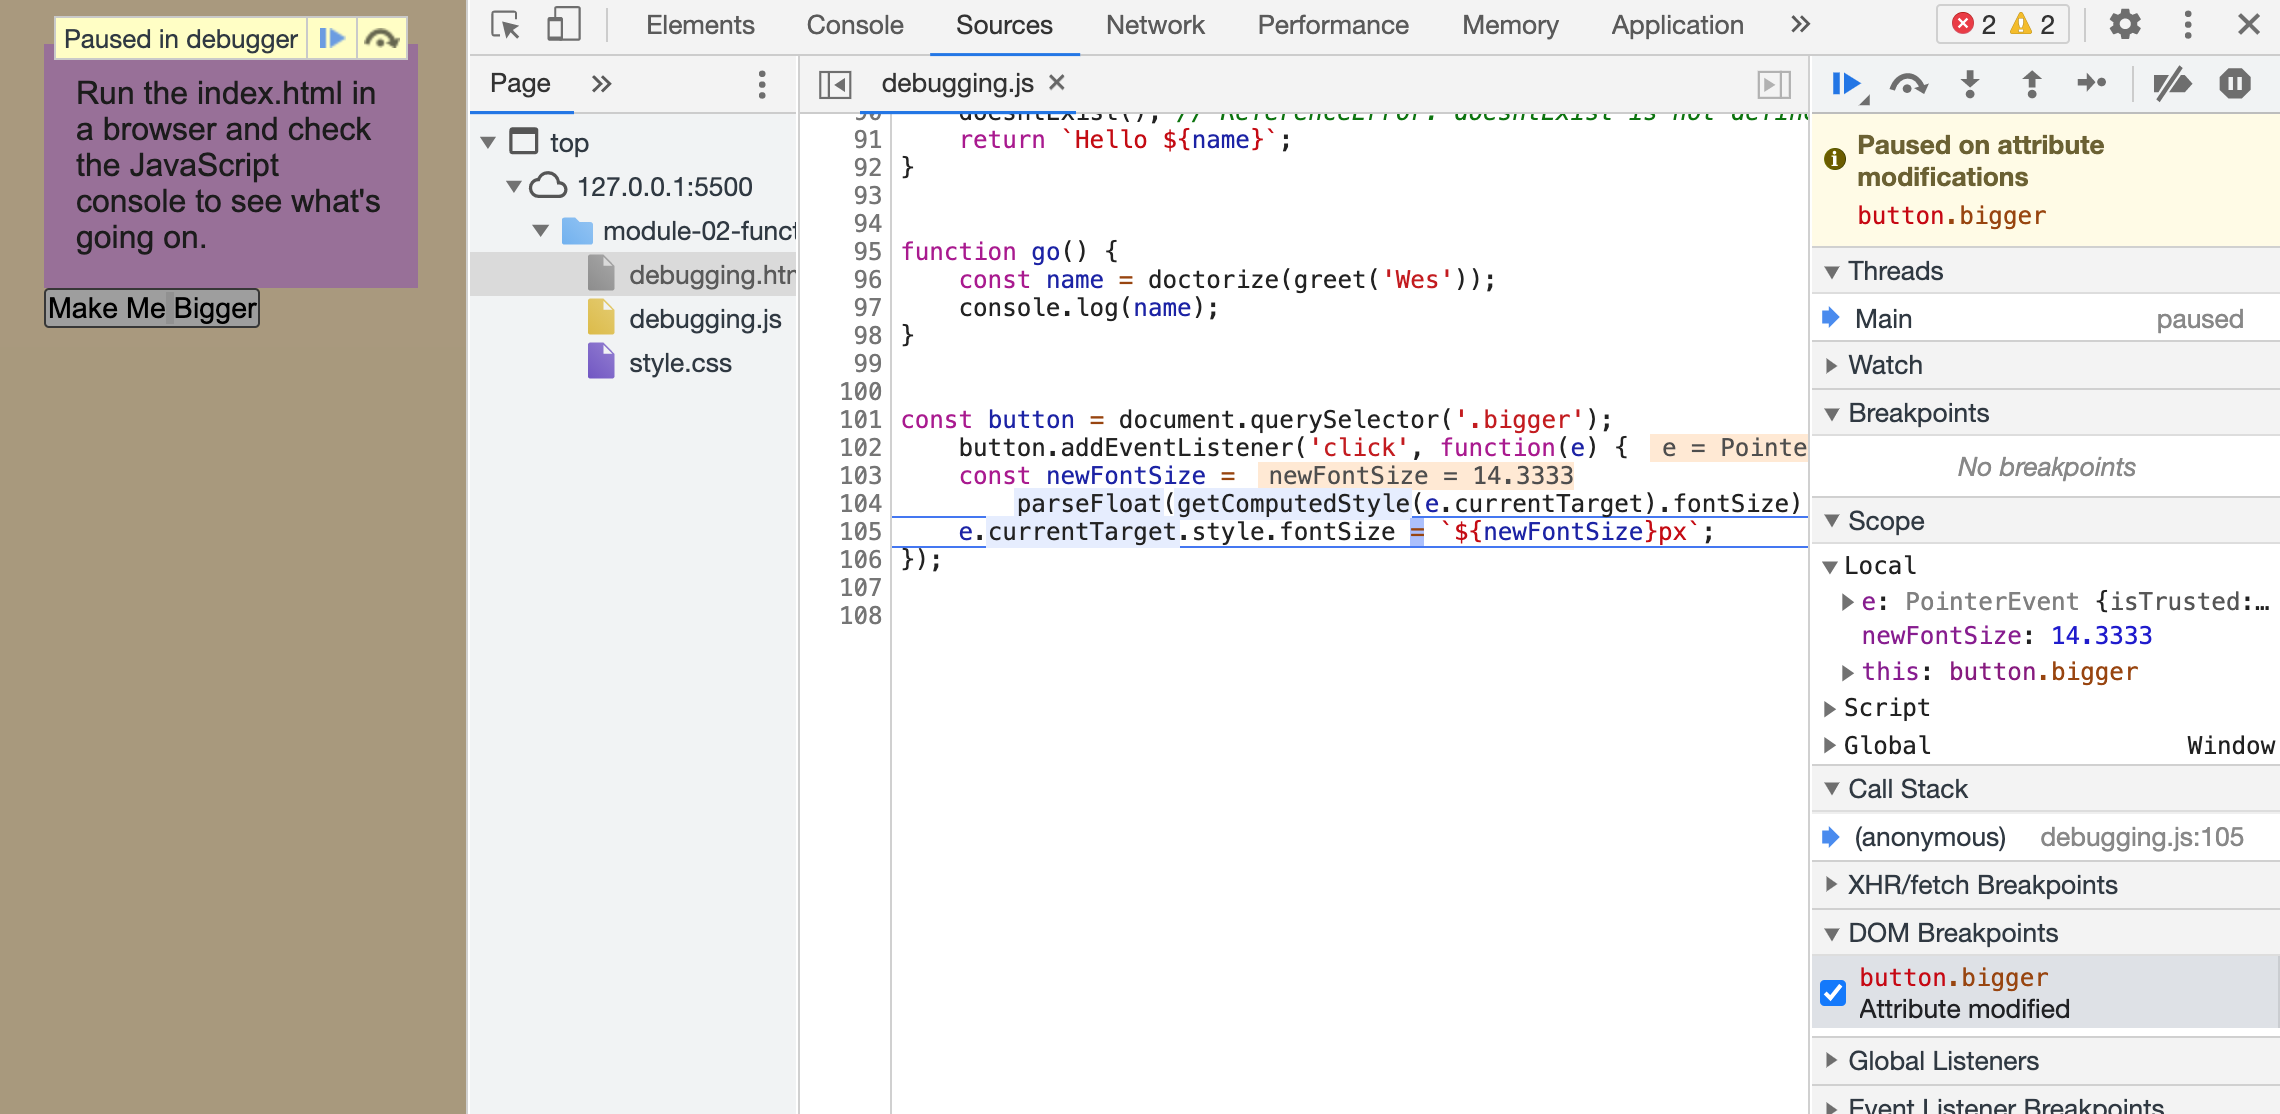 Paused in debugger
Run the index.html in
a browser and check
the JavaScript
console to see what's
going on.
Make Me Bigger
Elements Console Sources Network Performance Memory Application
2 2
Page
top
127.0.0.1:5500
module-02-funct
debugging.htm
debugging.js
style.css
debugging.js
90 doesntExist(); // ReferenceError: doesntExist is not define
91 return `Hello ${name}`;
92 }
93
94
95 function go() {
96 const name = doctorize(greet('Wes'));
97 console.log(name);
98 }
99
100
101 const button = document.querySelector('.bigger');
102 button.addEventListener('click', function(e) { e = Pointe
103 const newFontSize = newFontSize = 14.3333
104 parseFloat(getComputedStyle(e.currentTarget).fontSize)
105 e.currentTarget.style.fontSize = `${newFontSize}px`;
106 });
107
108
Paused on attribute
modifications
button.bigger
Threads
Main paused
Watch
Breakpoints
No breakpoints
Scope
Local
e: PointerEvent {isTrusted:…
newFontSize: 14.3333
this: button.bigger
Script
Global Window
Call Stack
(anonymous) debugging.js:105
XHR/fetch Breakpoints
DOM Breakpoints
button.bigger
Attribute modified
Global Listeners
Event Listener Breakpoints